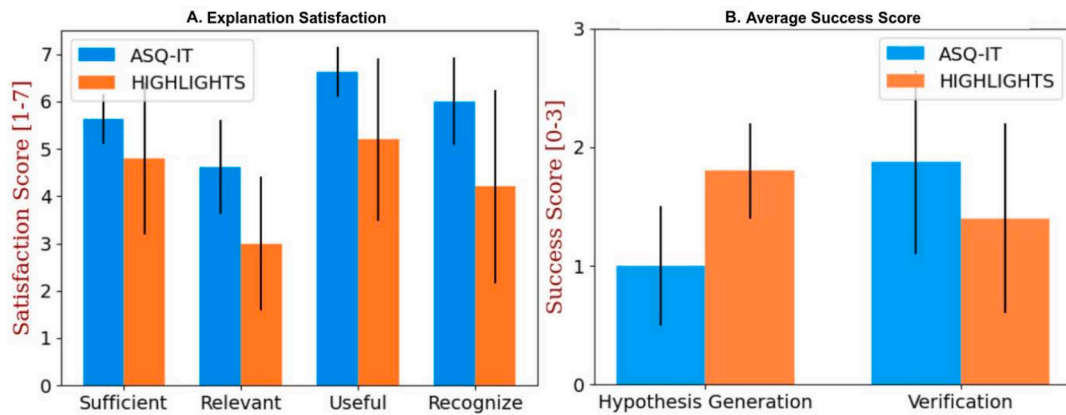 A. Explanation Satisfaction
Satisfaction Score [1-7]
7
6
5
4
3
2
1
0
ASQ-IT
HIGHLIGHTS
Sufficient Relevant Useful Recognize
B. Average Success Score
Success Score [0-3]
3
2
1
0
ASQ-IT
HIGHLIGHTS
Hypothesis Generation Verification